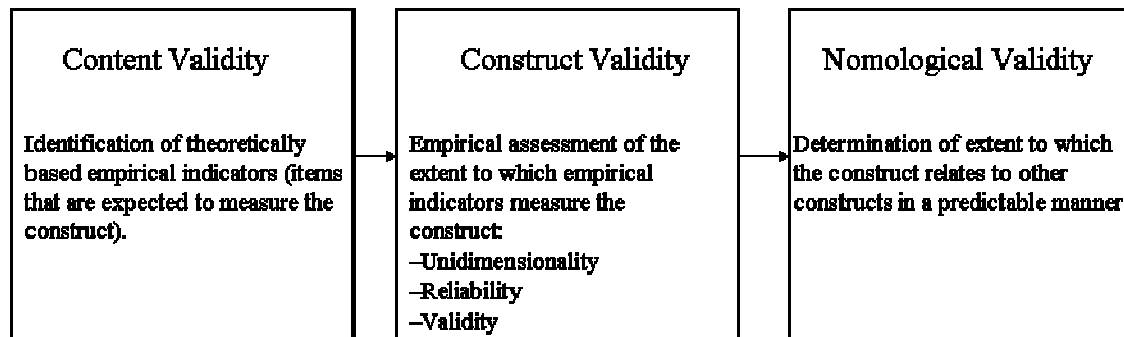 Content Validity
Identification of theoretically
based empirical indicators (items
that are expected to measure the
construct).
Construct Validity
Empirical assessment of the
extent to which empirical
indicators measure the
construct:
–Unidimensionality
–Reliability
–Validity
Nomological Validity
Determination of extent to which
the construct relates to other
constructs in a predictable manner